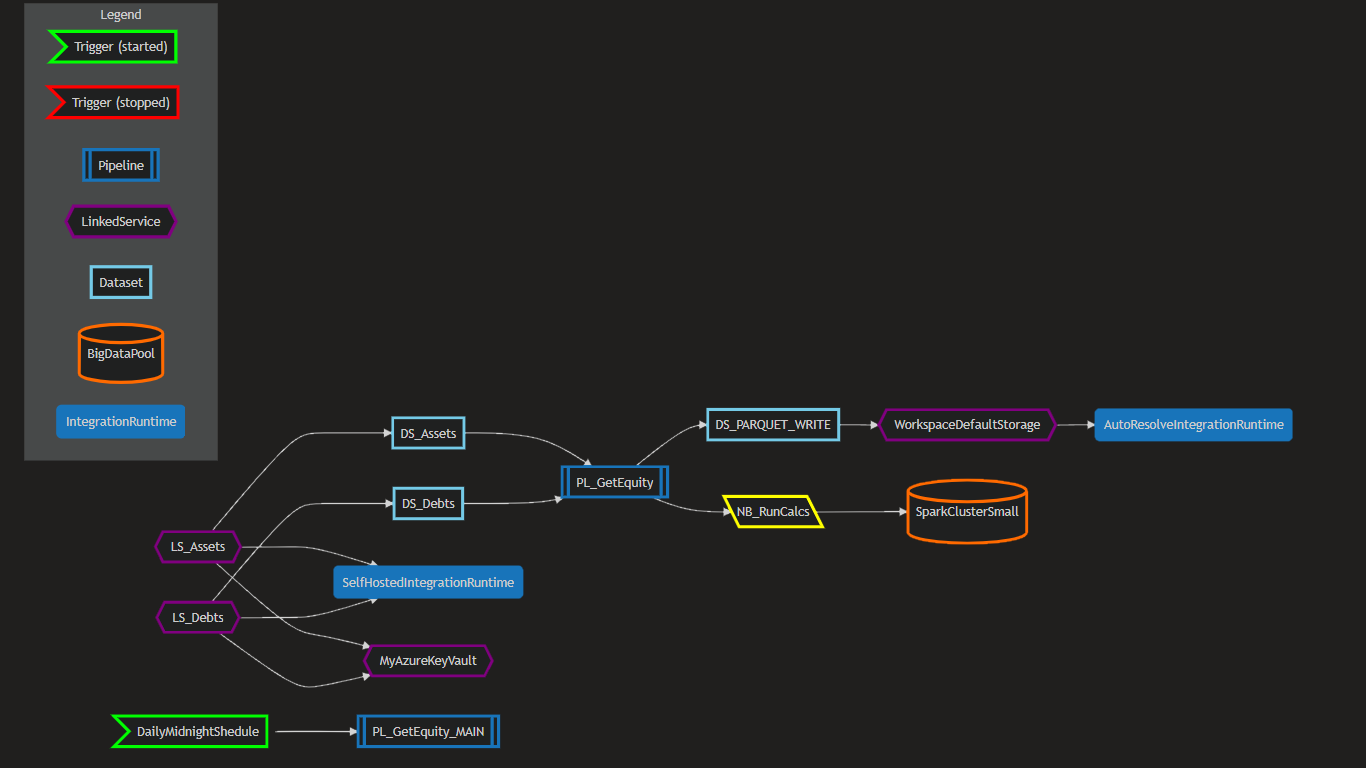 Legend
Trigger (started)
Trigger (stopped)
Pipeline
LinkedService
Dataset
BigDataPool
IntegrationRuntime
DS_Assets
DS_PARQUET_WRITE
WorkspaceDefaultStorage
AutoResolveIntegrationRuntime
PL_GetEquity
DS_Debts
NB_RunCalcs
SparkClusterSmall
LS_Assets
SelfHostedIntegrationRuntime
LS_Debts
MyAzureKeyVault
DailyMidnightShedule
PL_GetEquity_MAIN